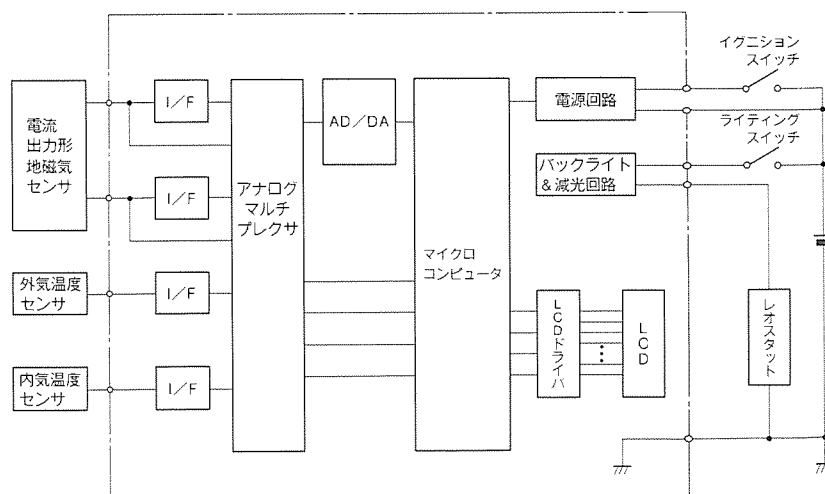 イグニション
スイッチ
I/F
電流
出力形
地磁気
センサ
AD/DA
電源回路
ライティング
スイッチ
バックライト
&減光回路
I/F
アナログ
マルチ
プレクサ
マイクロ
コンピュータ
外気温度
センサ
I/F
LCDドライバ
LCD
レオスタット
内気温度
センサ
I/F